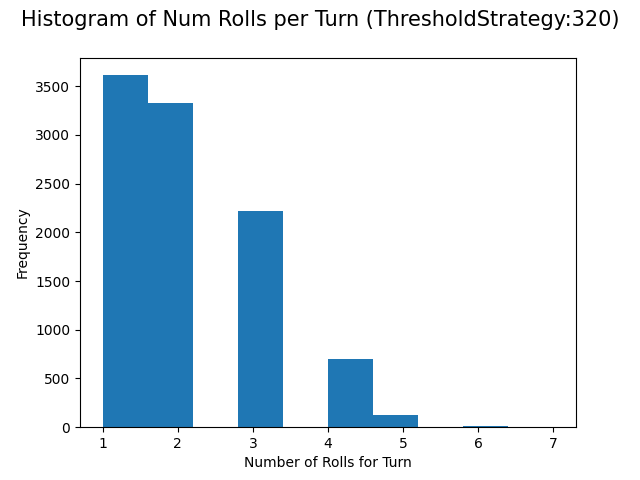 Histogram of Num Rolls per Turn (ThresholdStrategy:320)
3500
3000
2500
2000
1500
1000
500
0
Frequency
1 2 3 4 5 6 7
Number of Rolls for Turn